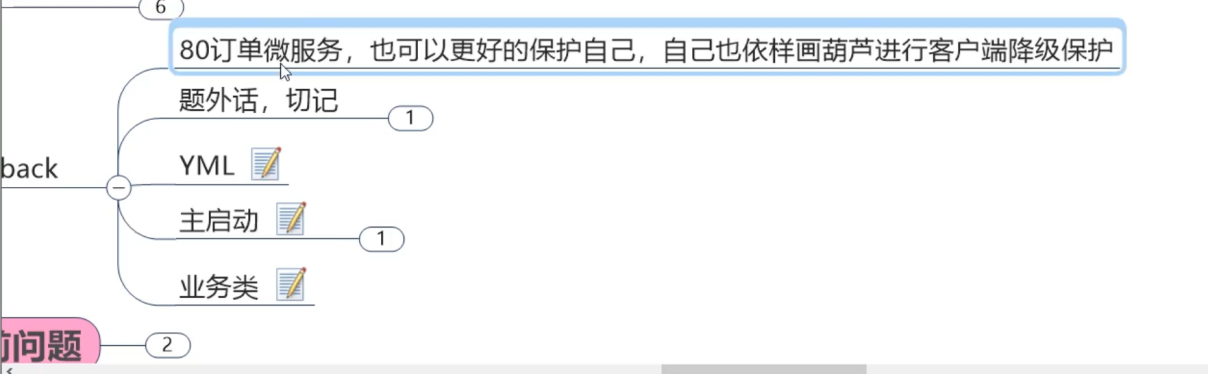 6
80订单微服务，也可以更好的保护自己，自己也依样画葫芦进行客户端降级保护
题外话，切记
1
back
YML
主启动
1
业务类
问题
2